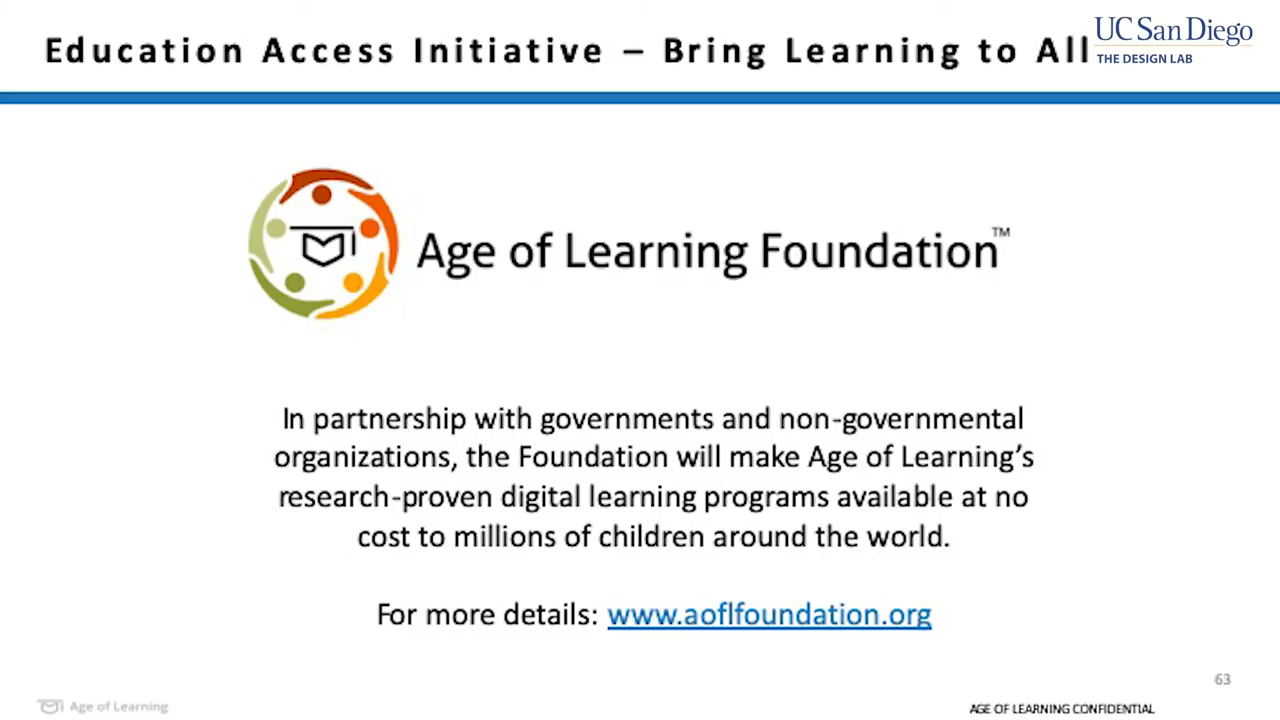 Education Access Initiative – Bring Learning to All
UC San Diego
THE DESIGN LAB
Age of Learning Foundation™
In partnership with governments and non-governmental
organizations, the Foundation will make Age of Learning’s
research-proven digital learning programs available at no
cost to millions of children around the world.
For more details: www.aoflfoundation.org
63
Age of Learning
AGE OF LEARNING CONFIDENTIAL